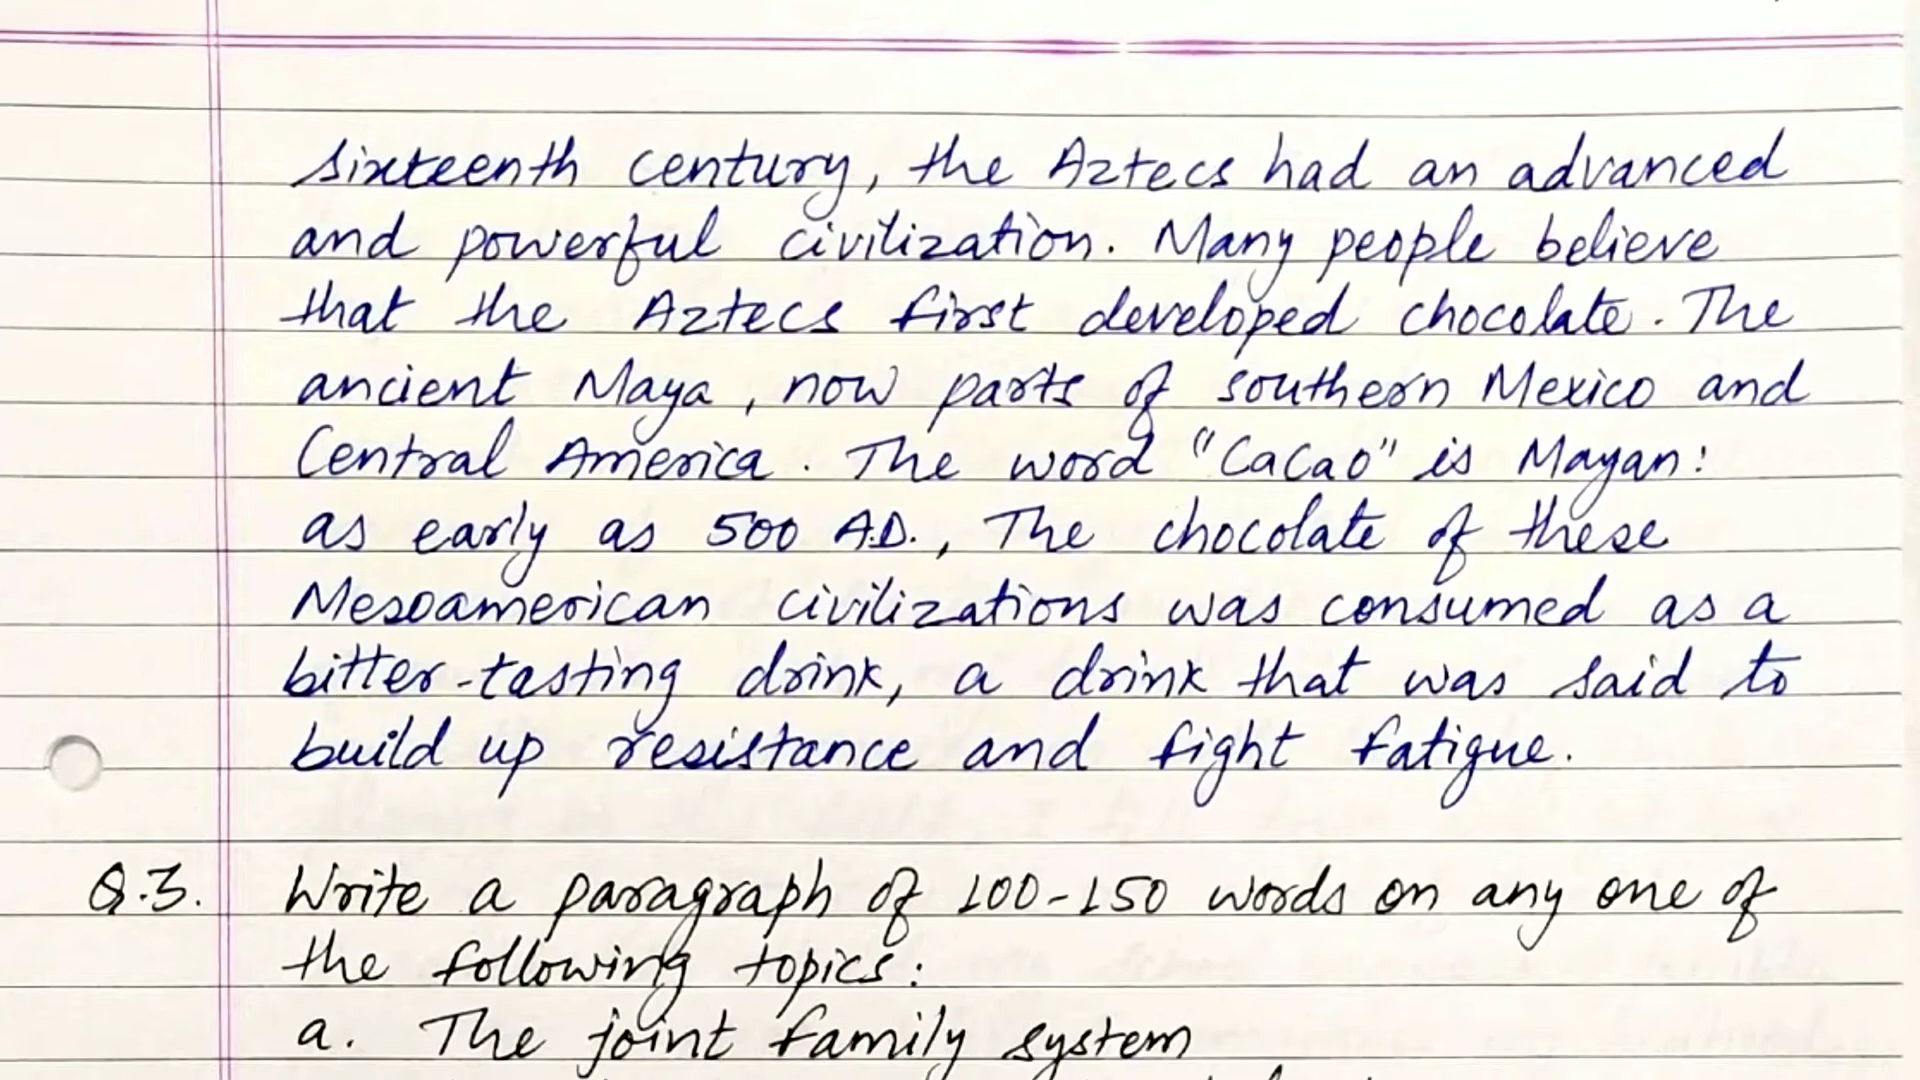 sixteenth century, the Aztecs had an advanced
and powerful civilization. Many people believe
that the Aztecs first developed chocolate. The
ancient Maya, now parts of southern Mexico and
Central America. The word "CaCao" is Mayan:
as early as 500 A.D., The chocolate of these
Mesoamerican civilizations was consumed as a
bitter-tasting drink, a drink that was said to
build up resistance and fight fatigue.
Q.3. Write a paragraph of 100-150 words on any one of
the following topics:
a. The joint family system